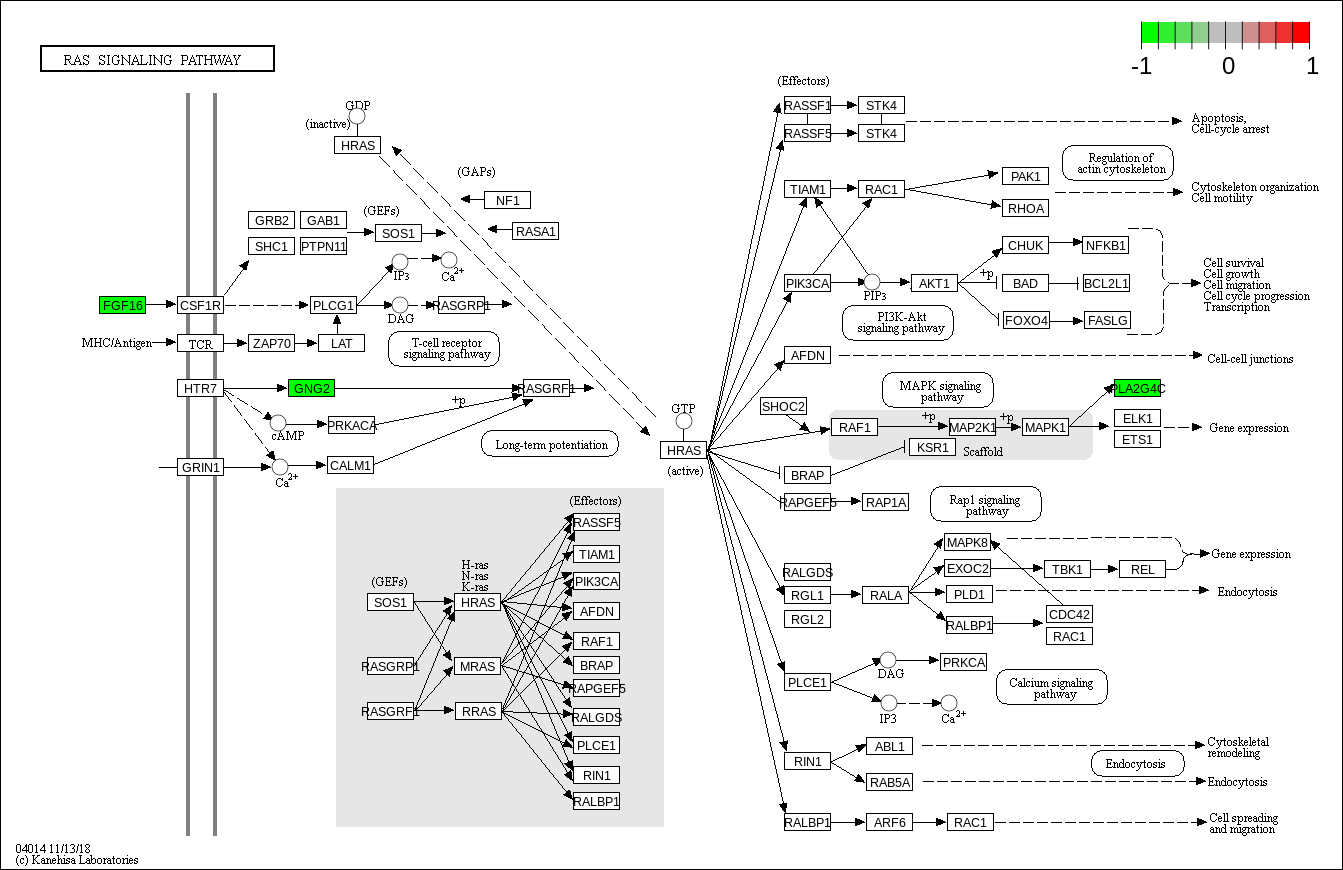 RAS SIGNALING PATHWAY
-1 0 1
GDP
(inactive)
HRAS
(GAPs)
NF1
RASA1
(GEFs)
GRB2 GAB1
SHC1 PTPN11
SOS1
IP3
Ca2+
FGF16
CSF1R
PLCG1
DAG
RASGRP1
MHC/Antigen
TCR
ZAP70
LAT
T-cell receptor
signaling pathway
HTR7
GNG2
RASGRF1
+p
cAMP
PRKACA
Long-term potentiation
GRIN1
Ca2+
CALM1
GTP
HRAS
(active)
(Effectors)
RASSF1
STK4
RASSF5
STK4
Apoptosis,
Cell-cycle arrest
Regulation of
actin cytoskeleton
TIAM1
RAC1
PAK1
RHOA
Cytoskeleton organization
Cell motility
PIK3CA
PIP3
AKT1
+p
CHUK
NFKB1
BAD
BCL2L1
FOXO4
FASLG
Cell survival
Cell growth
Cell migration
Cell cycle progression
Transcription
PI3K-Akt
signaling pathway
AFDN
Cell-cell junctions
MAPK signaling
pathway
SHOC2
RAF1
+p
MAP2K1
+p
MAPK1
PLA2G4C
ELK1
ETS1
Gene expression
KSR1
Scaffold
BRAP
RAPGEF5
RAP1A
Rap1 signaling
pathway
RALGDS
RGL1
RGL2
RALA
MAPK8
EXOC2
PLD1
RALBP1
TBK1
REL
CDC42
RAC1
Gene expression
Endocytosis
PLCE1
DAG
PRKCA
IP3
Ca2+
Calcium signaling
pathway
RIN1
ABL1
RAB5A
Cytoskeletal
remodeling
Endocytosis
Endocytosis
RALBP1
ARF6
RAC1
Cell spreading
and migration
(Effectors)
(GEFs)
H-ras
N-ras
K-ras
SOS1
RASGRP1
RASGRF1
HRAS
MRAS
RRAS
RASSF5
TIAM1
PIK3CA
AFDN
RAF1
BRAP
RAPGEF5
RALGDS
PLCE1
RIN1
RALBP1
04014 11/13/18
(c) Kanehisa Laboratories